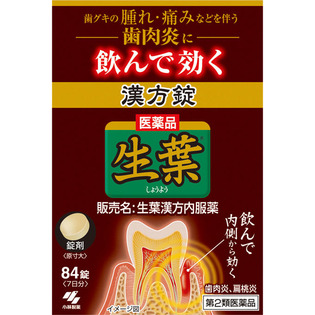 歯グキの腫れ・痛みなどを伴う
歯肉炎に
飲んで効く
漢方錠
医薬品
生葉
しょうよう
販売名:生葉漢方内服薬
錠剤
<原寸大>
84錠
<7日分>
飲んで
内側から効く
イメージ図
歯肉炎、扁桃炎
第2類医薬品
小林製薬